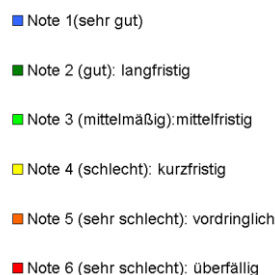 Note 1(sehr gut)
Note 2 (gut): langfristig
Note 3 (mittelmäßig):mittelfristig
Note 4 (schlecht): kurzfristig
Note 5 (sehr schlecht): vordringlich
Note 6 (sehr schlecht): überfällig